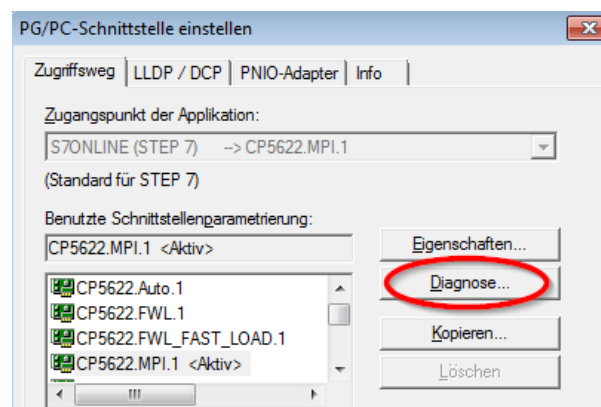 PG/PC-Schnittstelle einstellen
Zugriffsweg LLDP / DCP PNIO-Adapter Info
Zugangspunkt der Applikation:
S7ONLINE (STEP 7) --> CP5622.MPI.1
(Standard für STEP 7)
Benutzte Schnittstellenparametrierung:
CP5622.MPI.1 <Aktiv>
Eigenschaften...
CP5622.Auto.1
Diagnose...
CP5622.FWL.1
CP5622.FWL_FAST_LOAD.1
Kopieren...
CP5622.MPI.1 <Aktiv>
Löschen